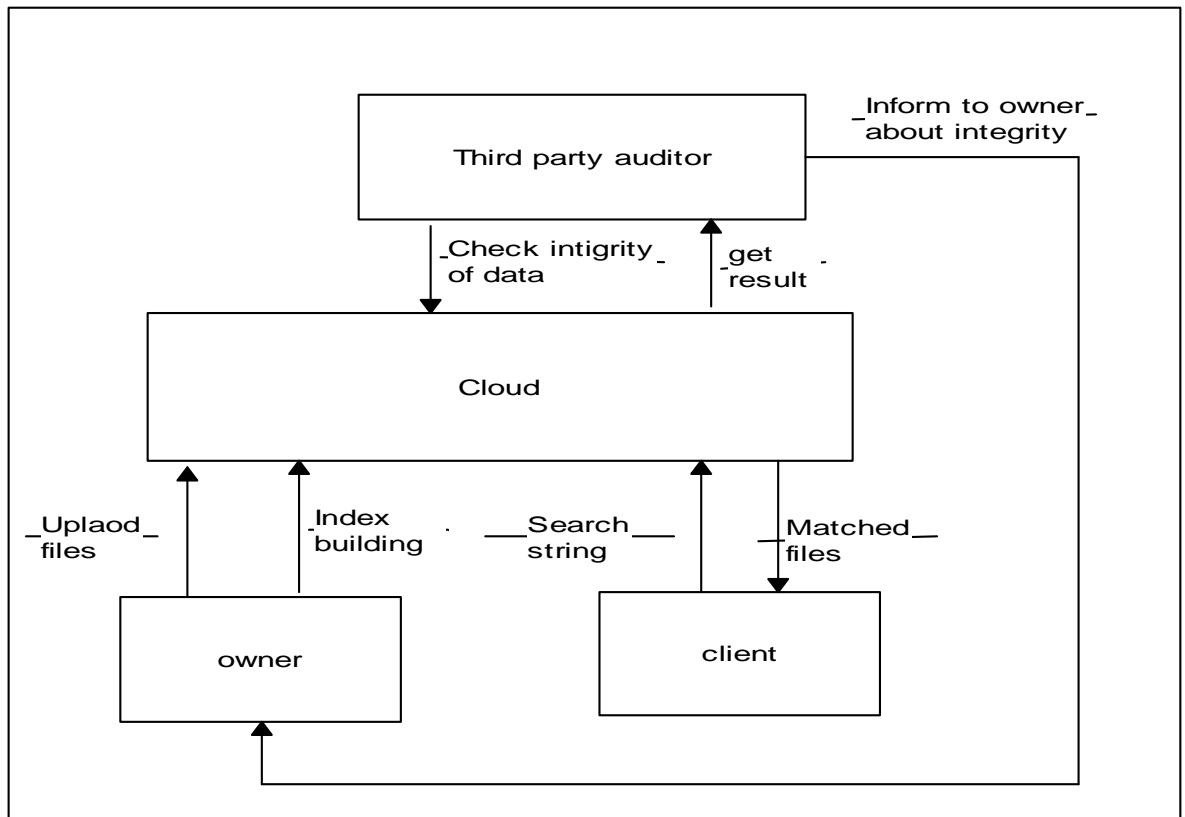 Inform to owner
about integrity
Third party auditor
Check intigrity
of data
get
result
Cloud
Uplaod
files
Index
building
Search
string
Matched
files
owner
client